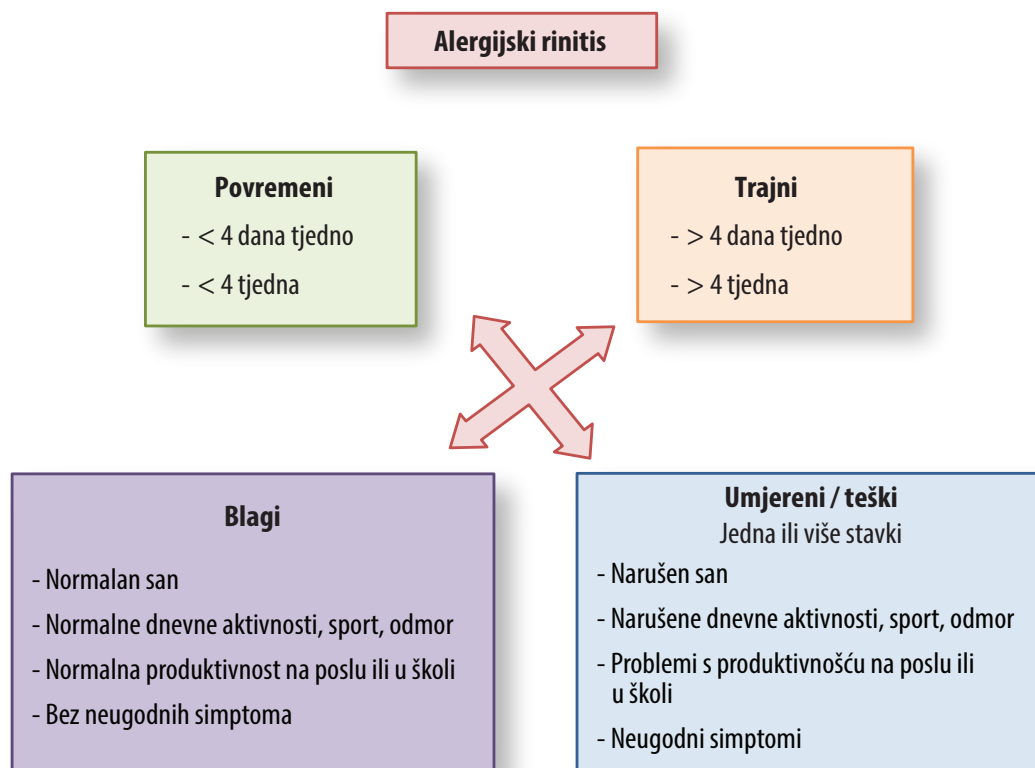 Alergijski rinitis
Povremeni
- < 4 dana tjedno
- < 4 tjedna
Trajni
- > 4 dana tjedno
- > 4 tjedna
Blagi
- Normalan san
- Normalne dnevne aktivnosti, sport, odmor
- Normalna produktivnost na poslu ili u školi
- Bez neugodnih simptoma
Umjereni / teški
Jedna ili više stavki
- Narušen san
- Narušene dnevne aktivnosti, sport, odmor
- Problemi s produktivnošću na poslu ili
u školi
- Neugodni simptomi